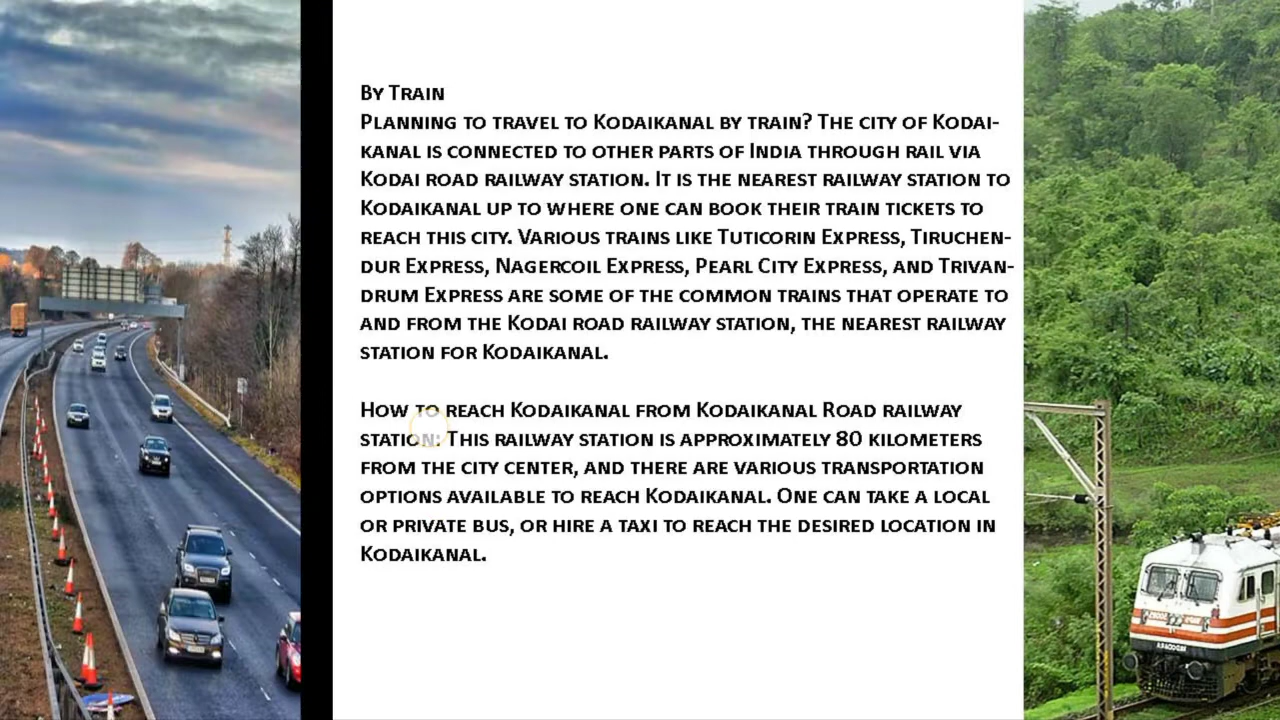 By Train
Planning to travel to Kodaikanal by train? The city of Kodai-
kanal is connected to other parts of India through rail via
Kodai road railway station. It is the nearest railway station to
Kodaikanal up to where one can book their train tickets to
reach this city. Various trains like Tuticorin Express, Tiruchen-
dur Express, Nagercoil Express, Pearl City Express, and Trivan-
drum Express are some of the common trains that operate to
and from the Kodai road railway station, the nearest railway
station for Kodaikanal.
How to reach Kodaikanal from Kodaikanal Road railway
station: This railway station is approximately 80 kilometers
from the city center, and there are various transportation
options available to reach Kodaikanal. One can take a local
or private bus, or hire a taxi to reach the desired location in
Kodaikanal.